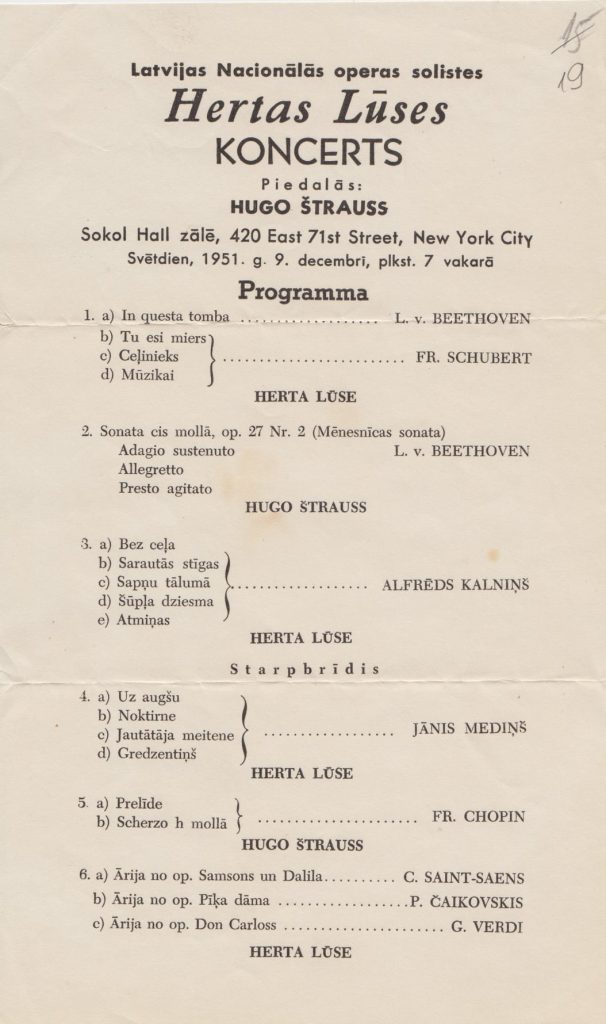 15
19
Latvijas Nacionālās operas solistes
Hertas Lūses
KONCERTS
Piedalās:
HUGO ŠTRAUSS
Sokol Hall zālē, 420 East 71st Street, New York City
Svētdien, 1951. g. 9. decembrī, plkst. 7 vakarā
Programma
1. a) In questa tomba .................... L. v. BEETHOVEN
b) Tu esi miers
c) Ceļinieks ......................... FR. SCHUBERT
d) Mūzikai
HERTA LŪSE
2. Sonata cis mollā, op. 27 Nr. 2 (Mēnesnīcas sonata)
Adagio sustenuto L. v. BEETHOVEN
Allegretto
Presto agitato
HUGO ŠTRAUSS
3. a) Bez ceļa
b) Sarautās stīgas
c) Sapņu tālumā ................... ALFRĒDS KALNIŅŠ
d) Šūpļa dziesma
e) Atmiņas
HERTA LŪSE
Starpbrīdis
4. a) Uz augšu
b) Noktirne
c) Jautātāja meitene .................. JĀNIS MEDIŅŠ
d) Gredzentiņš
HERTA LŪSE
5. a) Prelīde
b) Scherzo h mollā ...................... FR. CHOPIN
HUGO ŠTRAUSS
6. a) Ārija no op. Samsons un Dalila.......... C. SAINT-SAENS
b) Ārija no op. Pīķa dāma .................. P. ČAIKOVSKIS
c) Ārija no op. Don Carloss ...................... G. VERDI
HERTA LŪSE